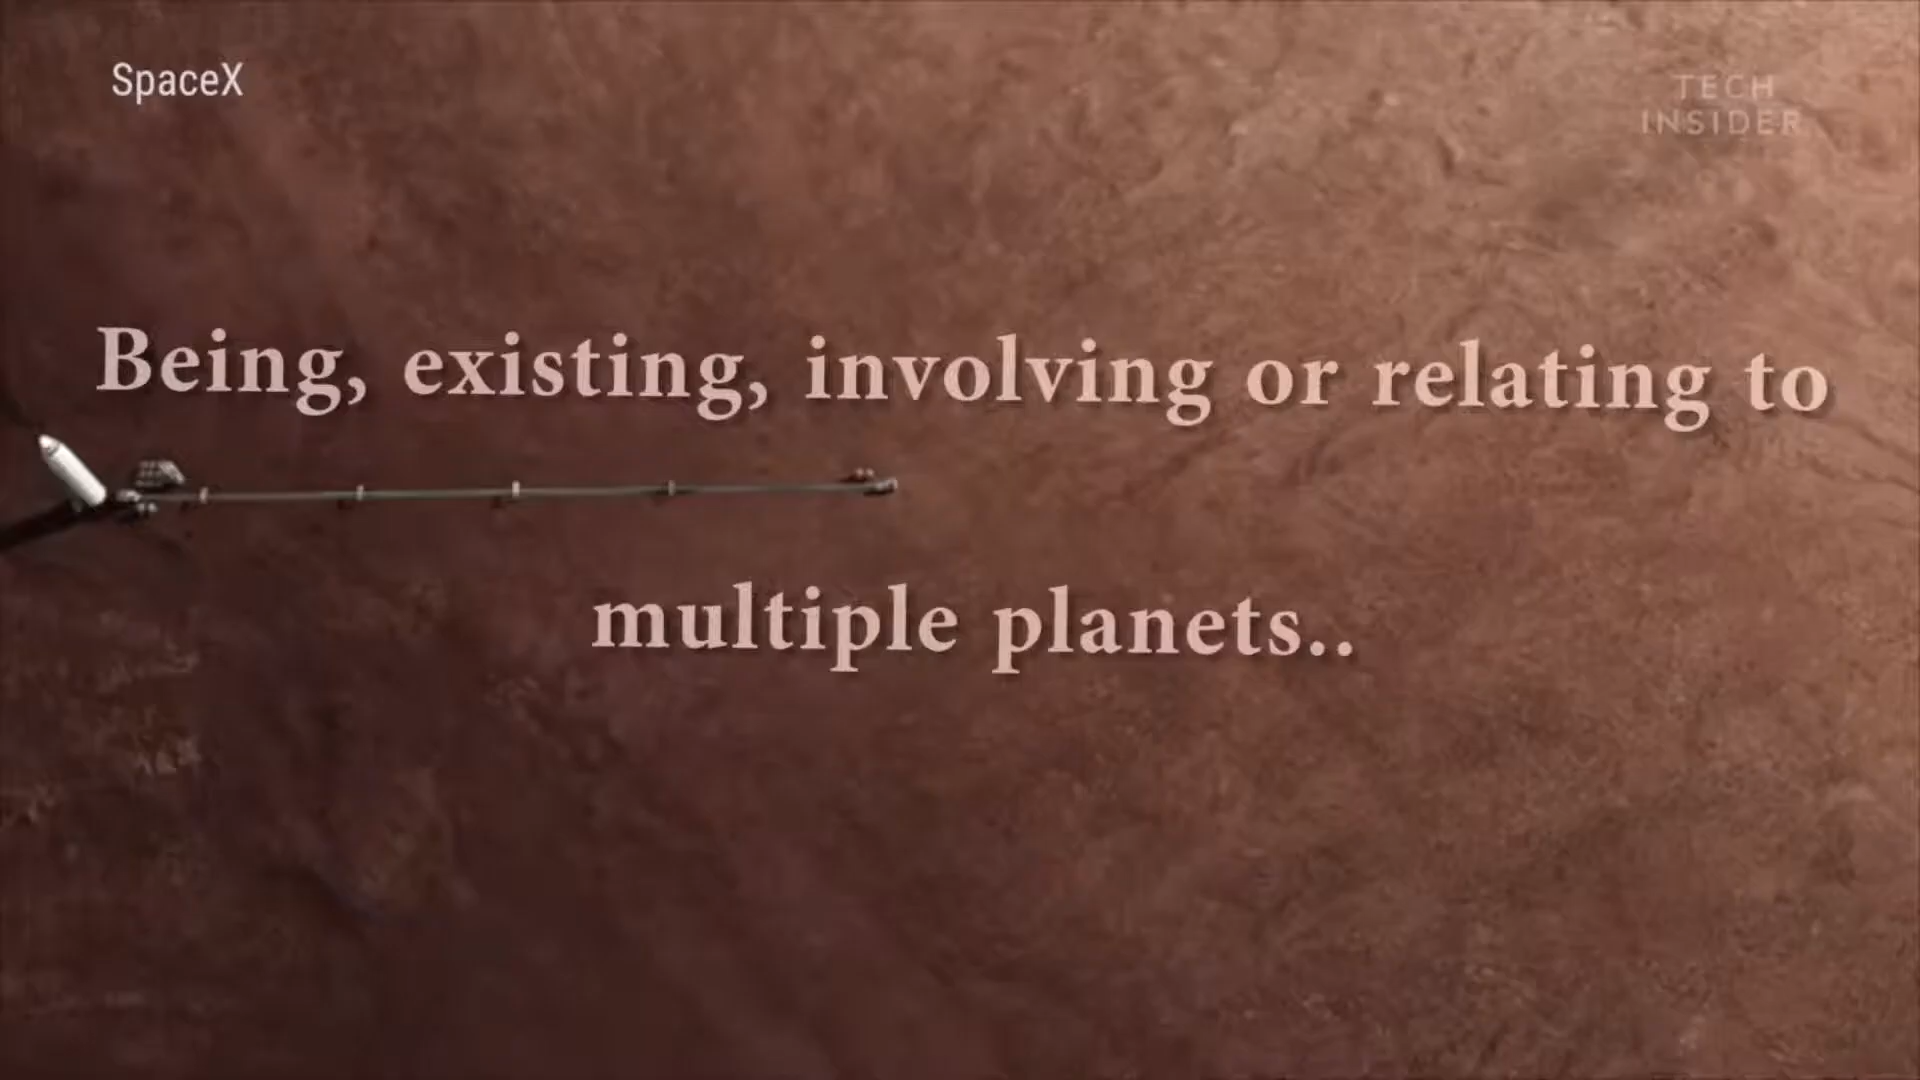 SpaceX
TECH
INSIDER
Being, existing, involving or relating to
multiple planets..